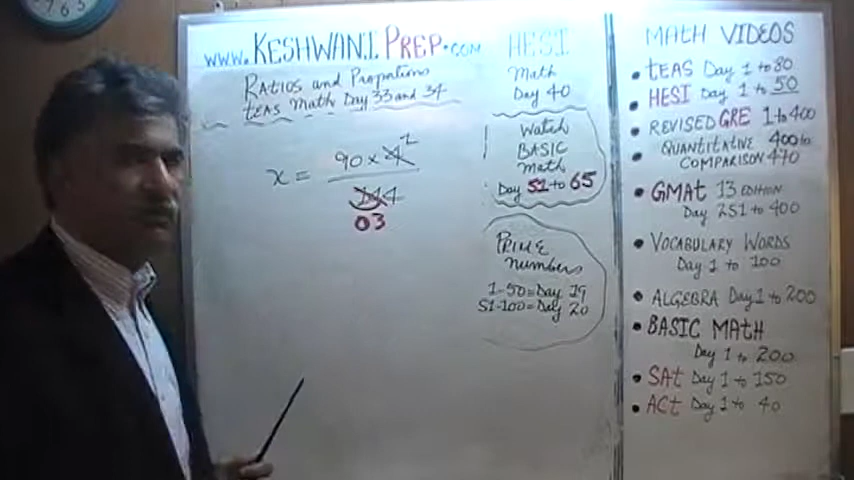 www.KESHWANIPREP.com
RATIOS and PROPATIONS
TEAS Math Day 33 and 34
x = 90 x 4 2
03
HESI
Math
Day 40
Watch
BASIC
Math
Day 51 to 65
PRIME
numbers
1-50=Day 19
51-100=Day 20
MATH VIDEOS
• TEAS Day 1 to 80
• HESI Day 1 to 50
• REVISED GRE 1 to 400
• QUANTITATIVE 400 to
COMPARISON 470
• GMAT 13 EDITION
Day 251 to 400
• VOCABULARY WORDS
Day 1 to 100
• ALGEBRA Day 1 to 200
• BASIC MATH
Day 1 to 200
• SAT Day 1 to 150
• ACT Day 1 to 40